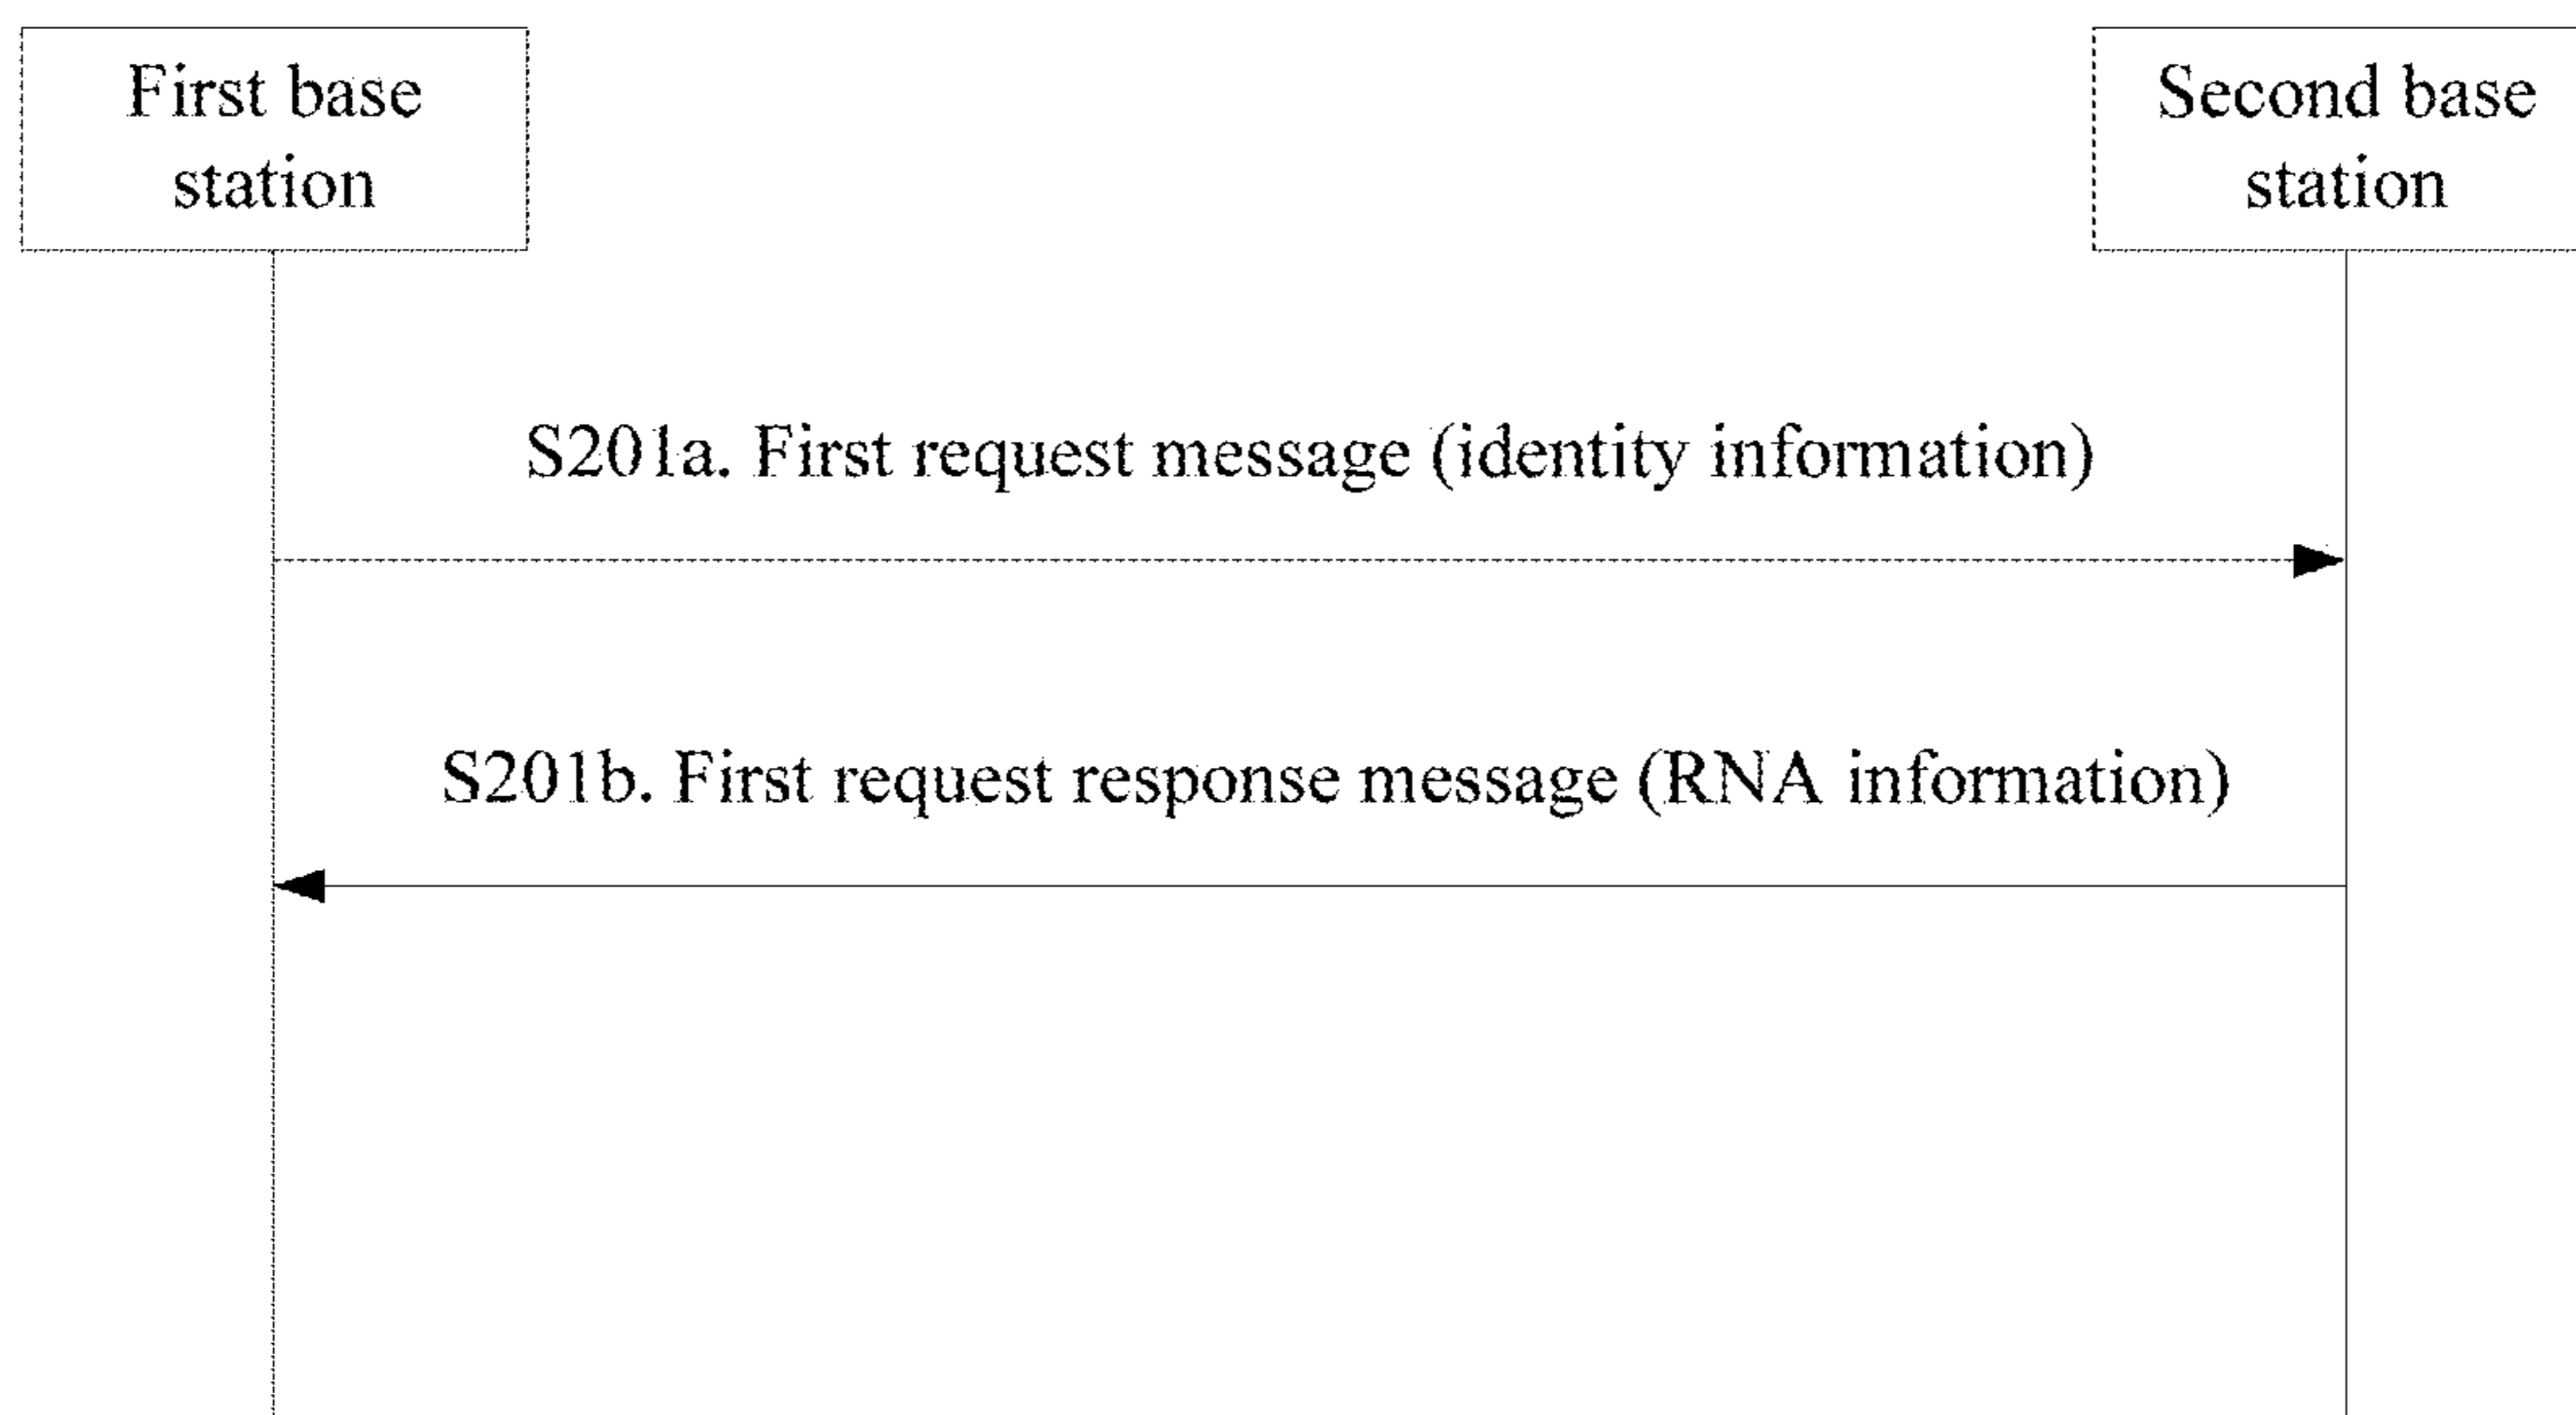 First base
station
Second base
station
S201a. First request message (identity information)
S201b. First request response message (RNA information)